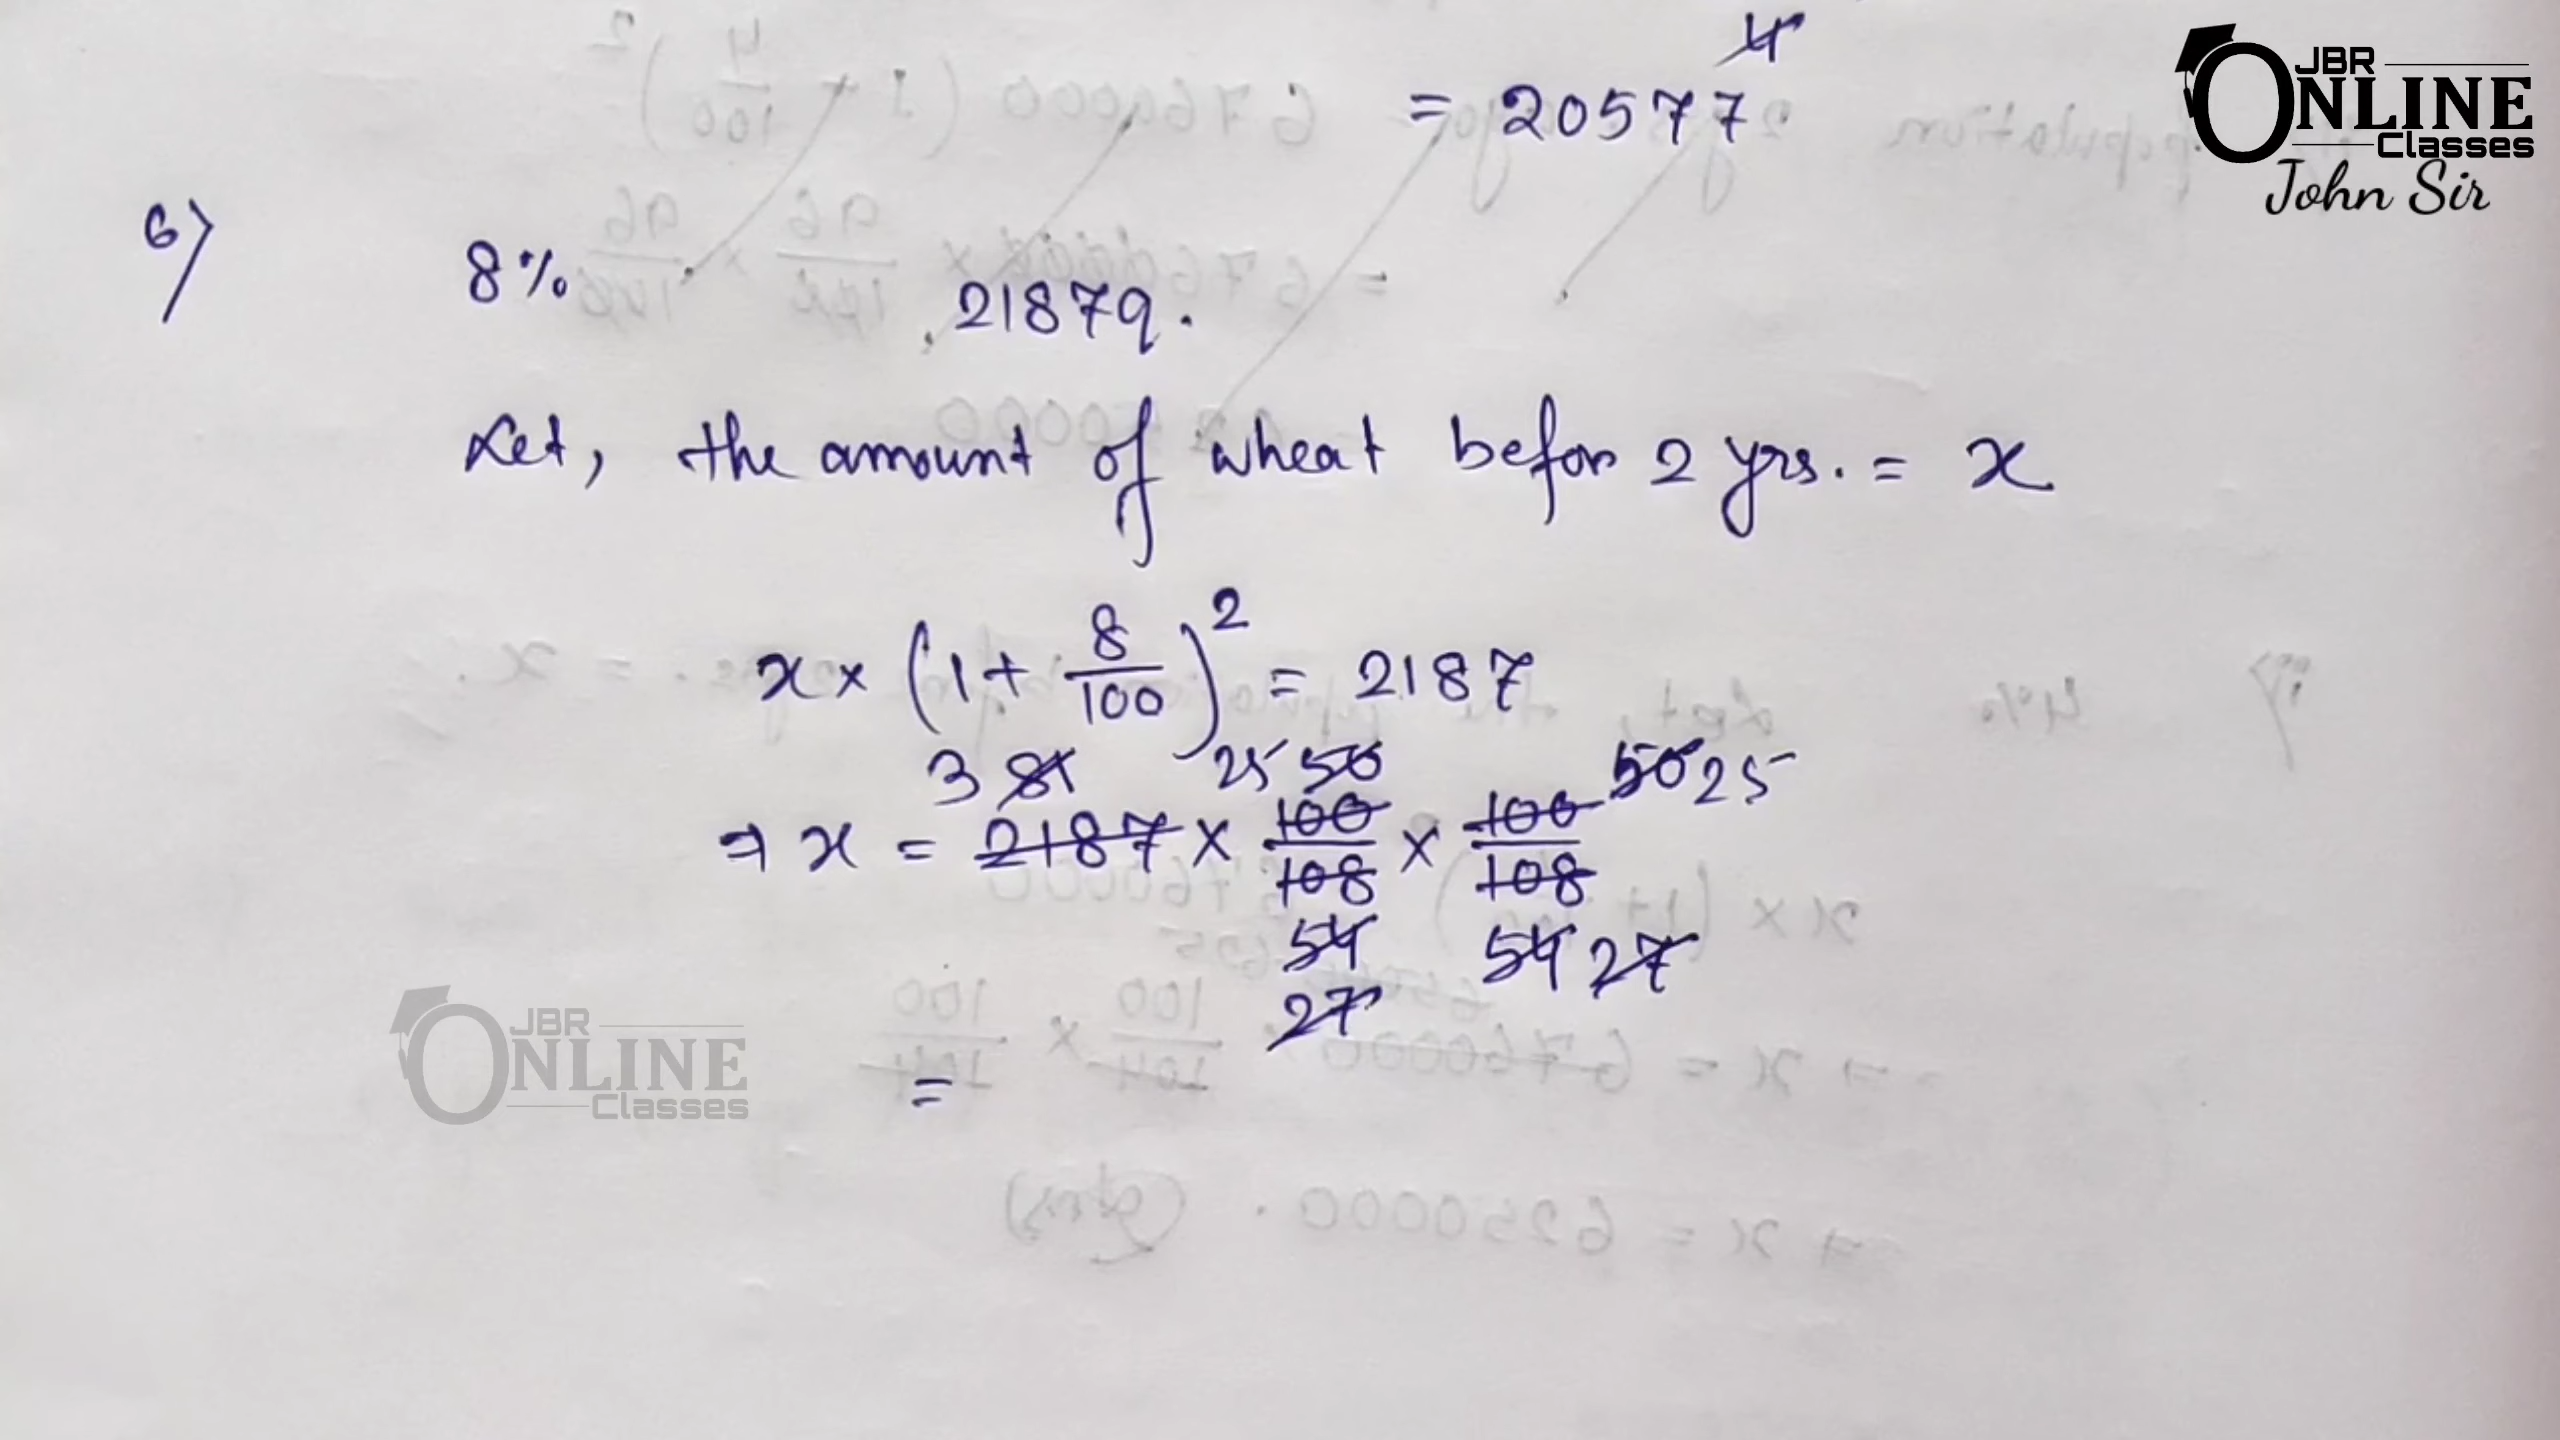 4
= 20577
JBR
ONLINE
Classes
John Sir
6)
8%
2187q.
Let, the amount of wheat befor 2 yrs. = x
x × (1 + 8/100)² = 2187
3 81 25 50 50 25
⇒ x = 2187 × 100/108 × 100/108
54 54 27
27
=
JBR
ONLINE
Classes